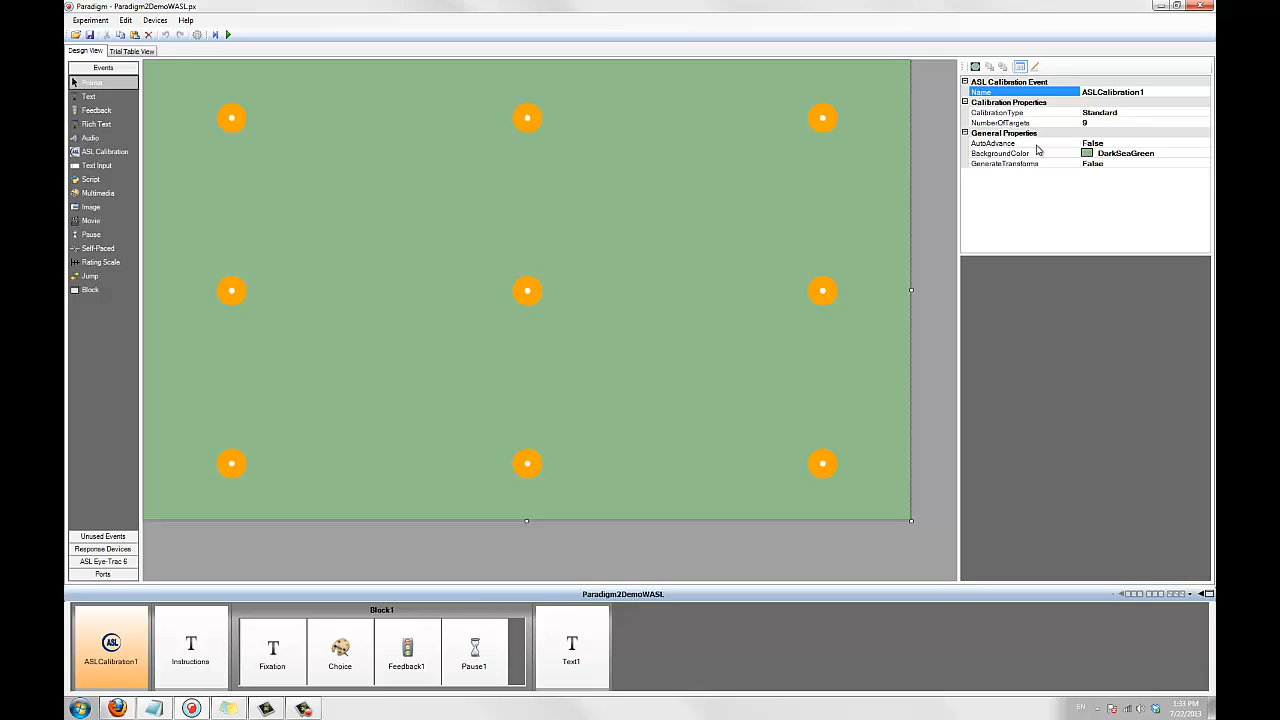 Paradigm - Paradigm2DemoWASL.px
Experiment Edit Devices Help
Design View Trial Table View
Events
Pointer
Text
Feedback
Rich Text
Audio
ASL Calibration
Text Input
Script
Multimedia
Image
Movie
Pause
Self-Paced
Rating Scale
Jump
Block
Unused Events
Response Devices
ASL Eye-Trac 6
Ports
ASL Calibration Event
Name ASLCalibration1
Calibration Properties
CalibrationType Standard
NumberOfTargets 9
General Properties
AutoAdvance False
BackgroundColor DarkSeaGreen
GenerateTransforms False
Paradigm2DemoWASL
Block1
ASL
ASLCalibration1
T
Instructions
T
Fixation
Choice
Feedback1
Pause1
T
Text1
EN
1:33 PM
7/22/2013